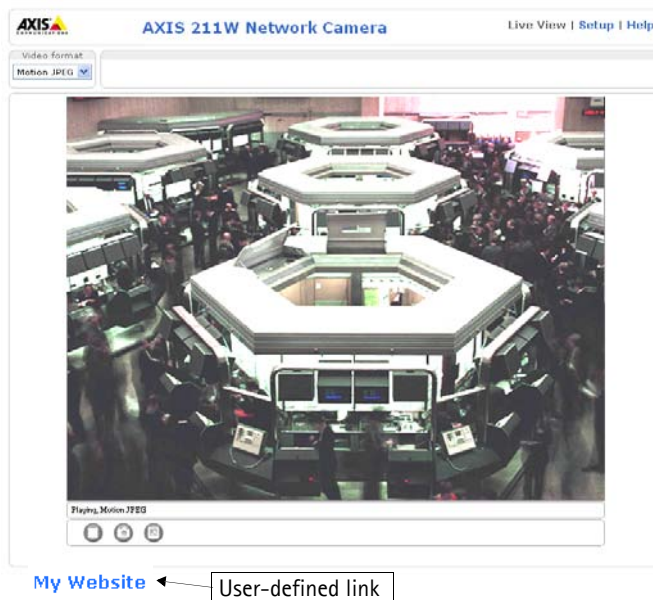 AXIS
COMMUNICATIONS
AXIS 211W Network Camera
Live View | Setup | Help
Video format
Motion JPEG
Playing, Motion JPEG
My Website
User-defined link